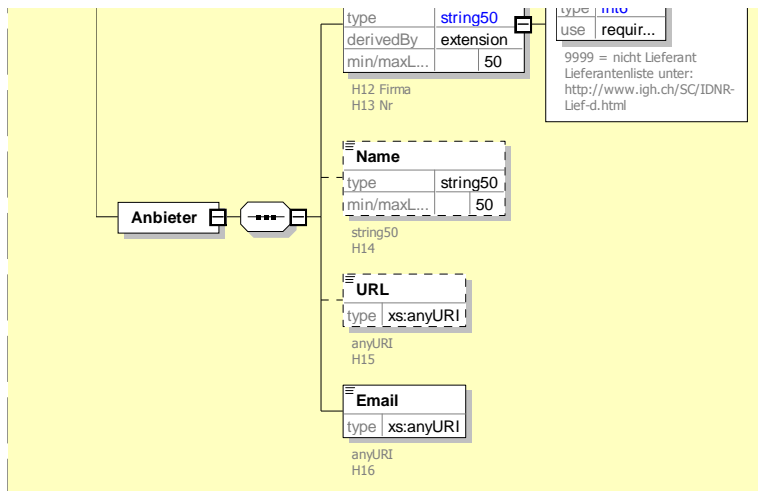 type string50
derivedBy extension
min/maxL... 50
H12 Firma
H13 Nr
type
use requir...
9999 = nicht Lieferant
Lieferantenliste unter:
http://www.igh.ch/SC/IDNR-
Lief-d.html
Name
type string50
min/maxL... 50
string50
H14
Anbieter
URL
type xs:anyURI
anyURI
H15
Email
type xs:anyURI
anyURI
H16